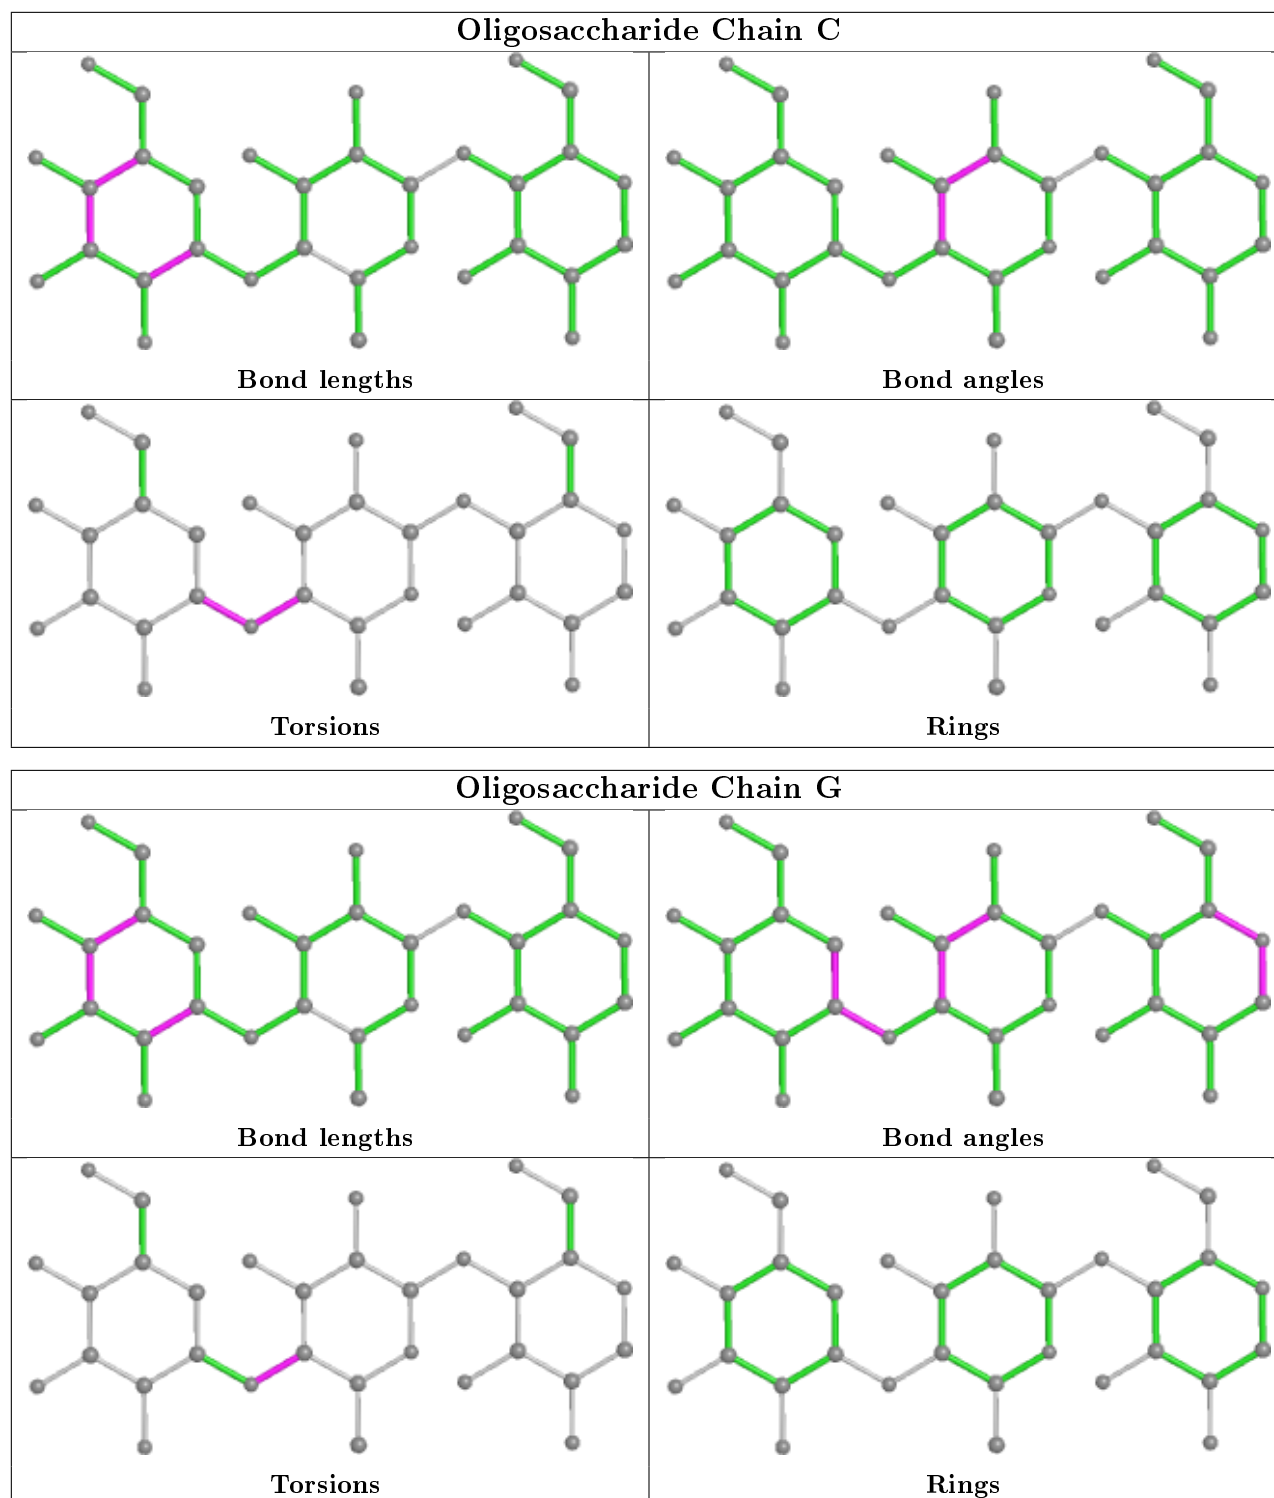 Oligosaccharide Chain C
Bond lengths
Bond angles
Torsions
Rings
Oligosaccharide Chain G
Bond lengths
Bond angles
Torsions
Rings